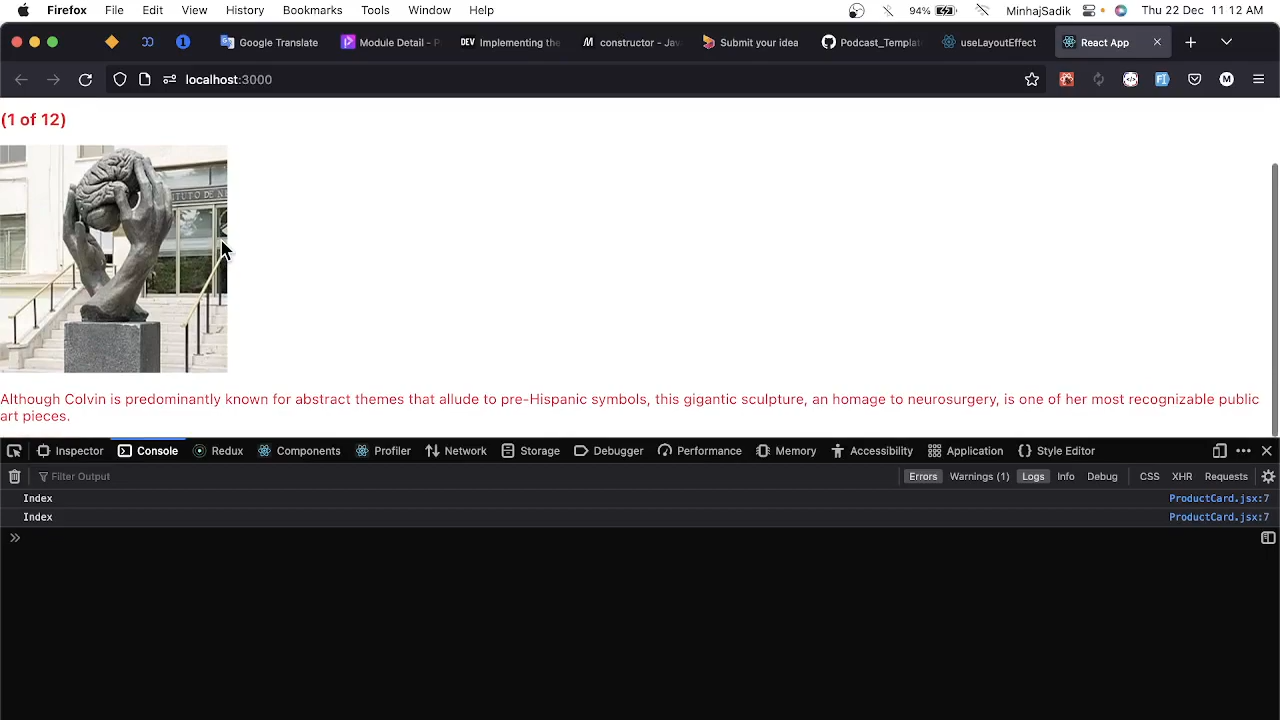 Firefox File Edit View History Bookmarks Tools Window Help 94% MinhajSadik Thu 22 Dec 11 12 AM
Google Translate Module Detail - P DEV Implementing the constructor - Jav Submit your idea Podcast_Templat useLayoutEffect React App
localhost:3000
(1 of 12)
TUTO DE N
Although Colvin is predominantly known for abstract themes that allude to pre-Hispanic symbols, this gigantic sculpture, an homage to neurosurgery, is one of her most recognizable public
art pieces.
Inspector Console Redux Components Profiler Network Storage Debugger Performance Memory Accessibility Application Style Editor
Filter Output Errors Warnings (1) Logs Info Debug CSS XHR Requests
Index ProductCard.jsx:7
Index ProductCard.jsx:7